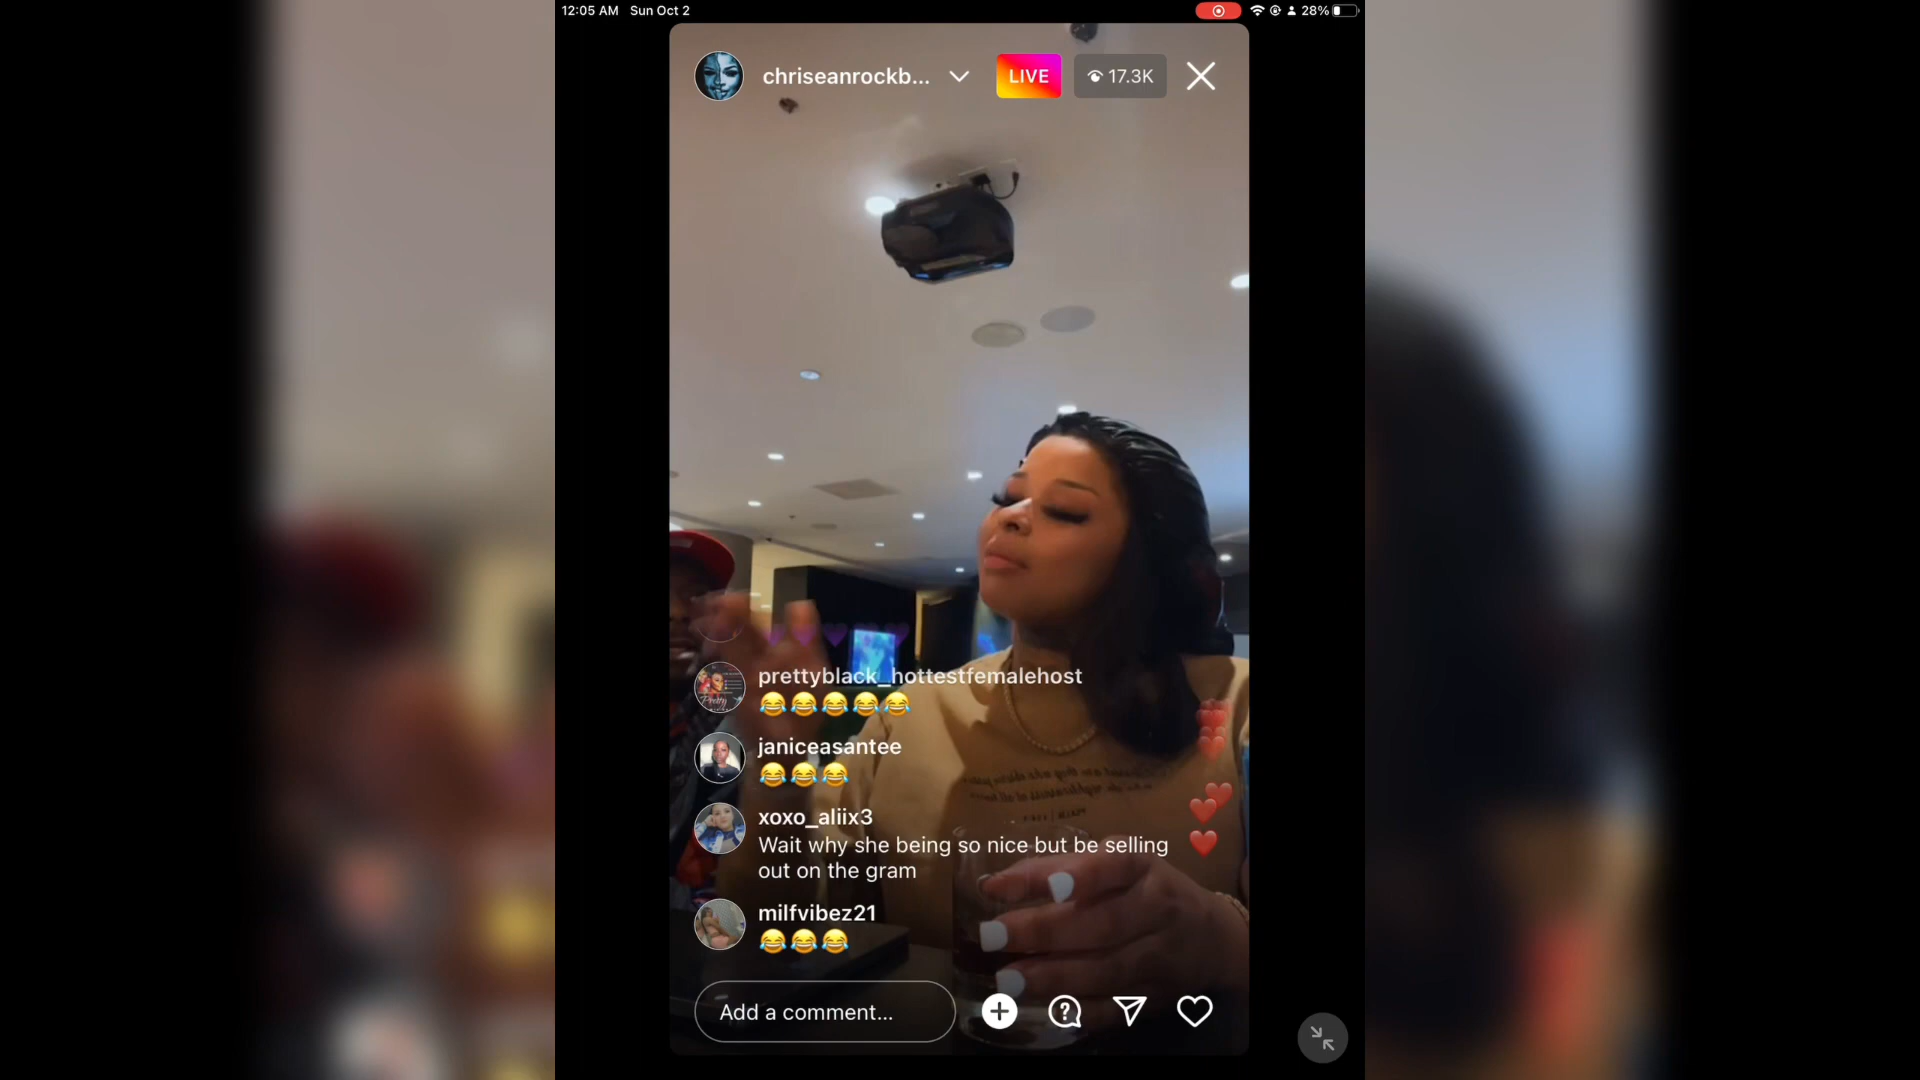 12:05 AM Sun Oct 2
28%
chriseanrockb...
LIVE
17.3K
prettyblack_hottestfemalehost
😂😂😂😂😂
janiceasantee
😂😂😂
xoxo_aliix3
Wait why she being so nice but be selling
out on the gram
milfvibez21
😂😂😂
Add a comment...